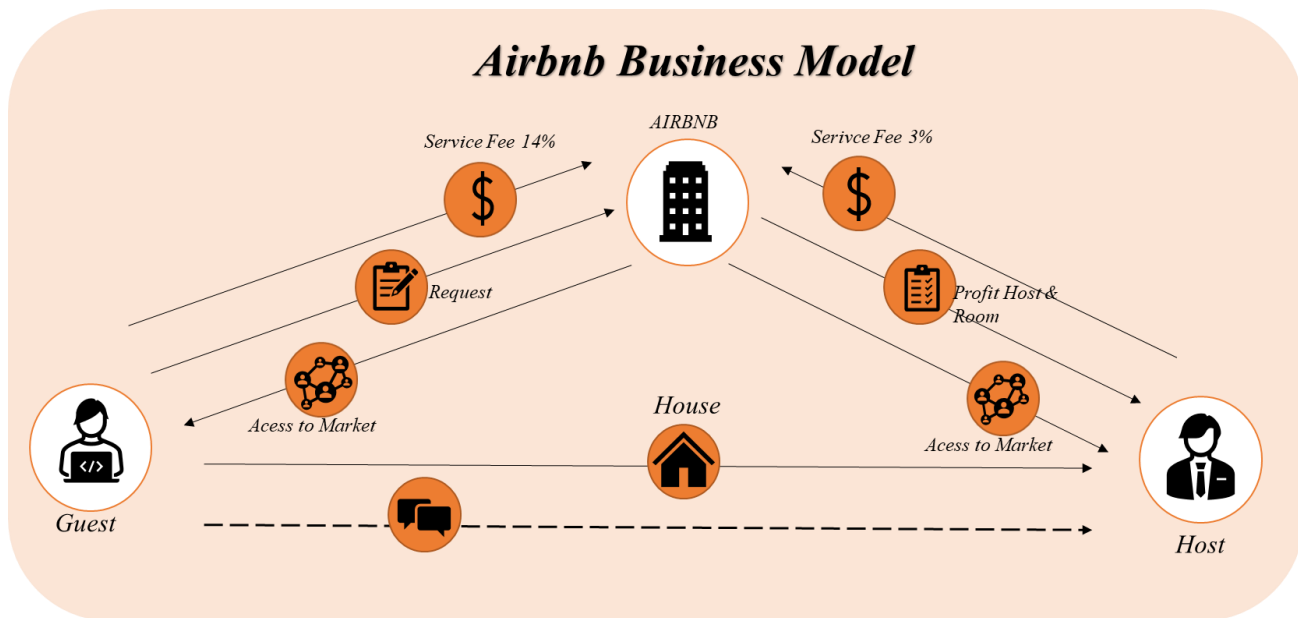 Airbnb Business Model
AIRBNB
Service Fee 14%
Serivce Fee 3%
Request
Profit Host &
Room
Acess to Market
House
Acess to Market
Guest
Host